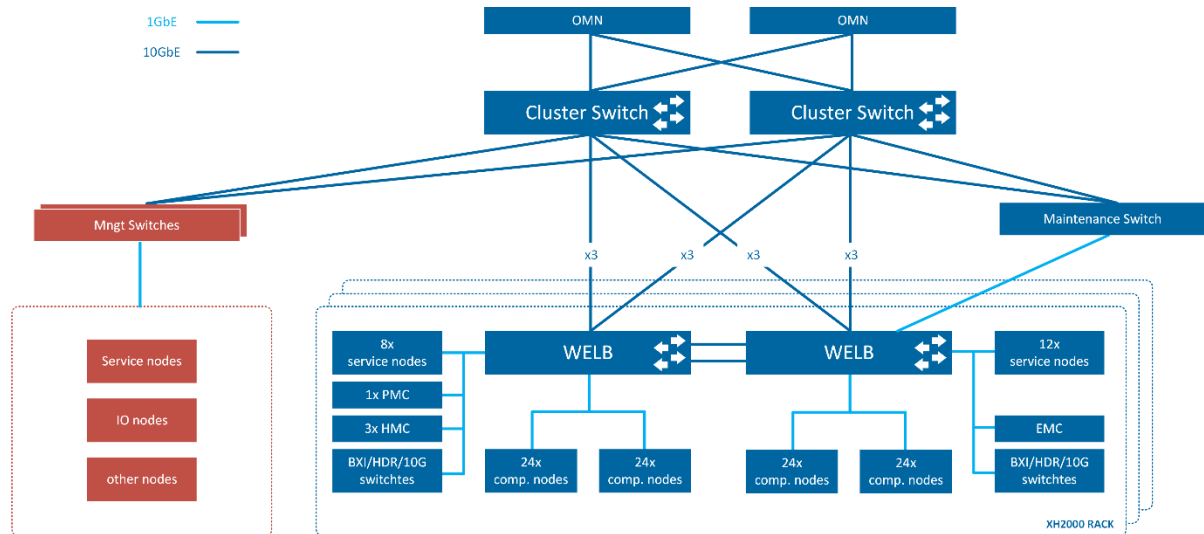 1GbE
10GbE
OMN
OMN
Cluster Switch
Cluster Switch
Mngt Switches
Maintenance Switch
x3
x3
x3
x3
Service nodes
IO nodes
other nodes
8x
service nodes
1x PMC
3x HMC
BXI/HDR/10G
switchtes
WELB
WELB
24x
comp. nodes
24x
comp. nodes
24x
comp. nodes
24x
comp. nodes
12x
service nodes
EMC
BXI/HDR/10G
switchtes
XH2000 RACK